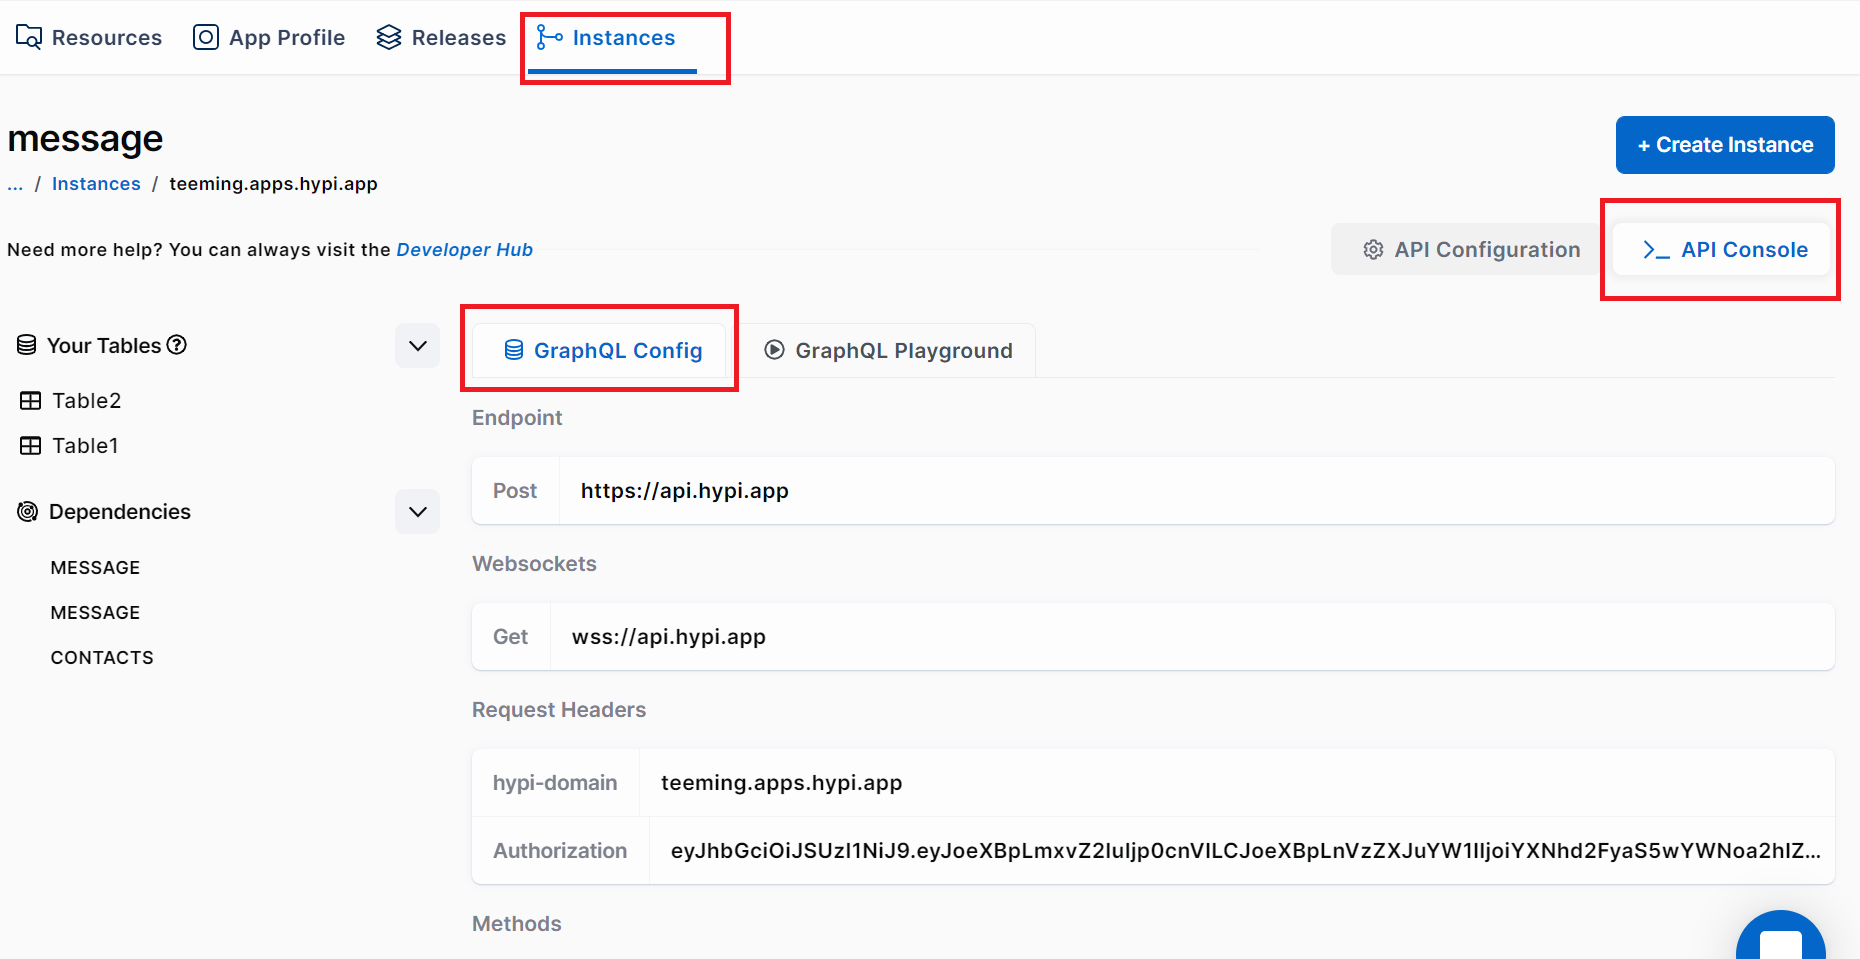 Resources App Profile Releases Instances
message
+ Create Instance
... / Instances / teeming.apps.hypi.app
Need more help? You can always visit the Developer Hub
API Configuration >_ API Console
Your Tables ?
GraphQL Config GraphQL Playground
Table2
Table1
Dependencies
MESSAGE
MESSAGE
CONTACTS
Endpoint
Post https://api.hypi.app
Websockets
Get wss://api.hypi.app
Request Headers
hypi-domain teeming.apps.hypi.app
Authorization
Methods